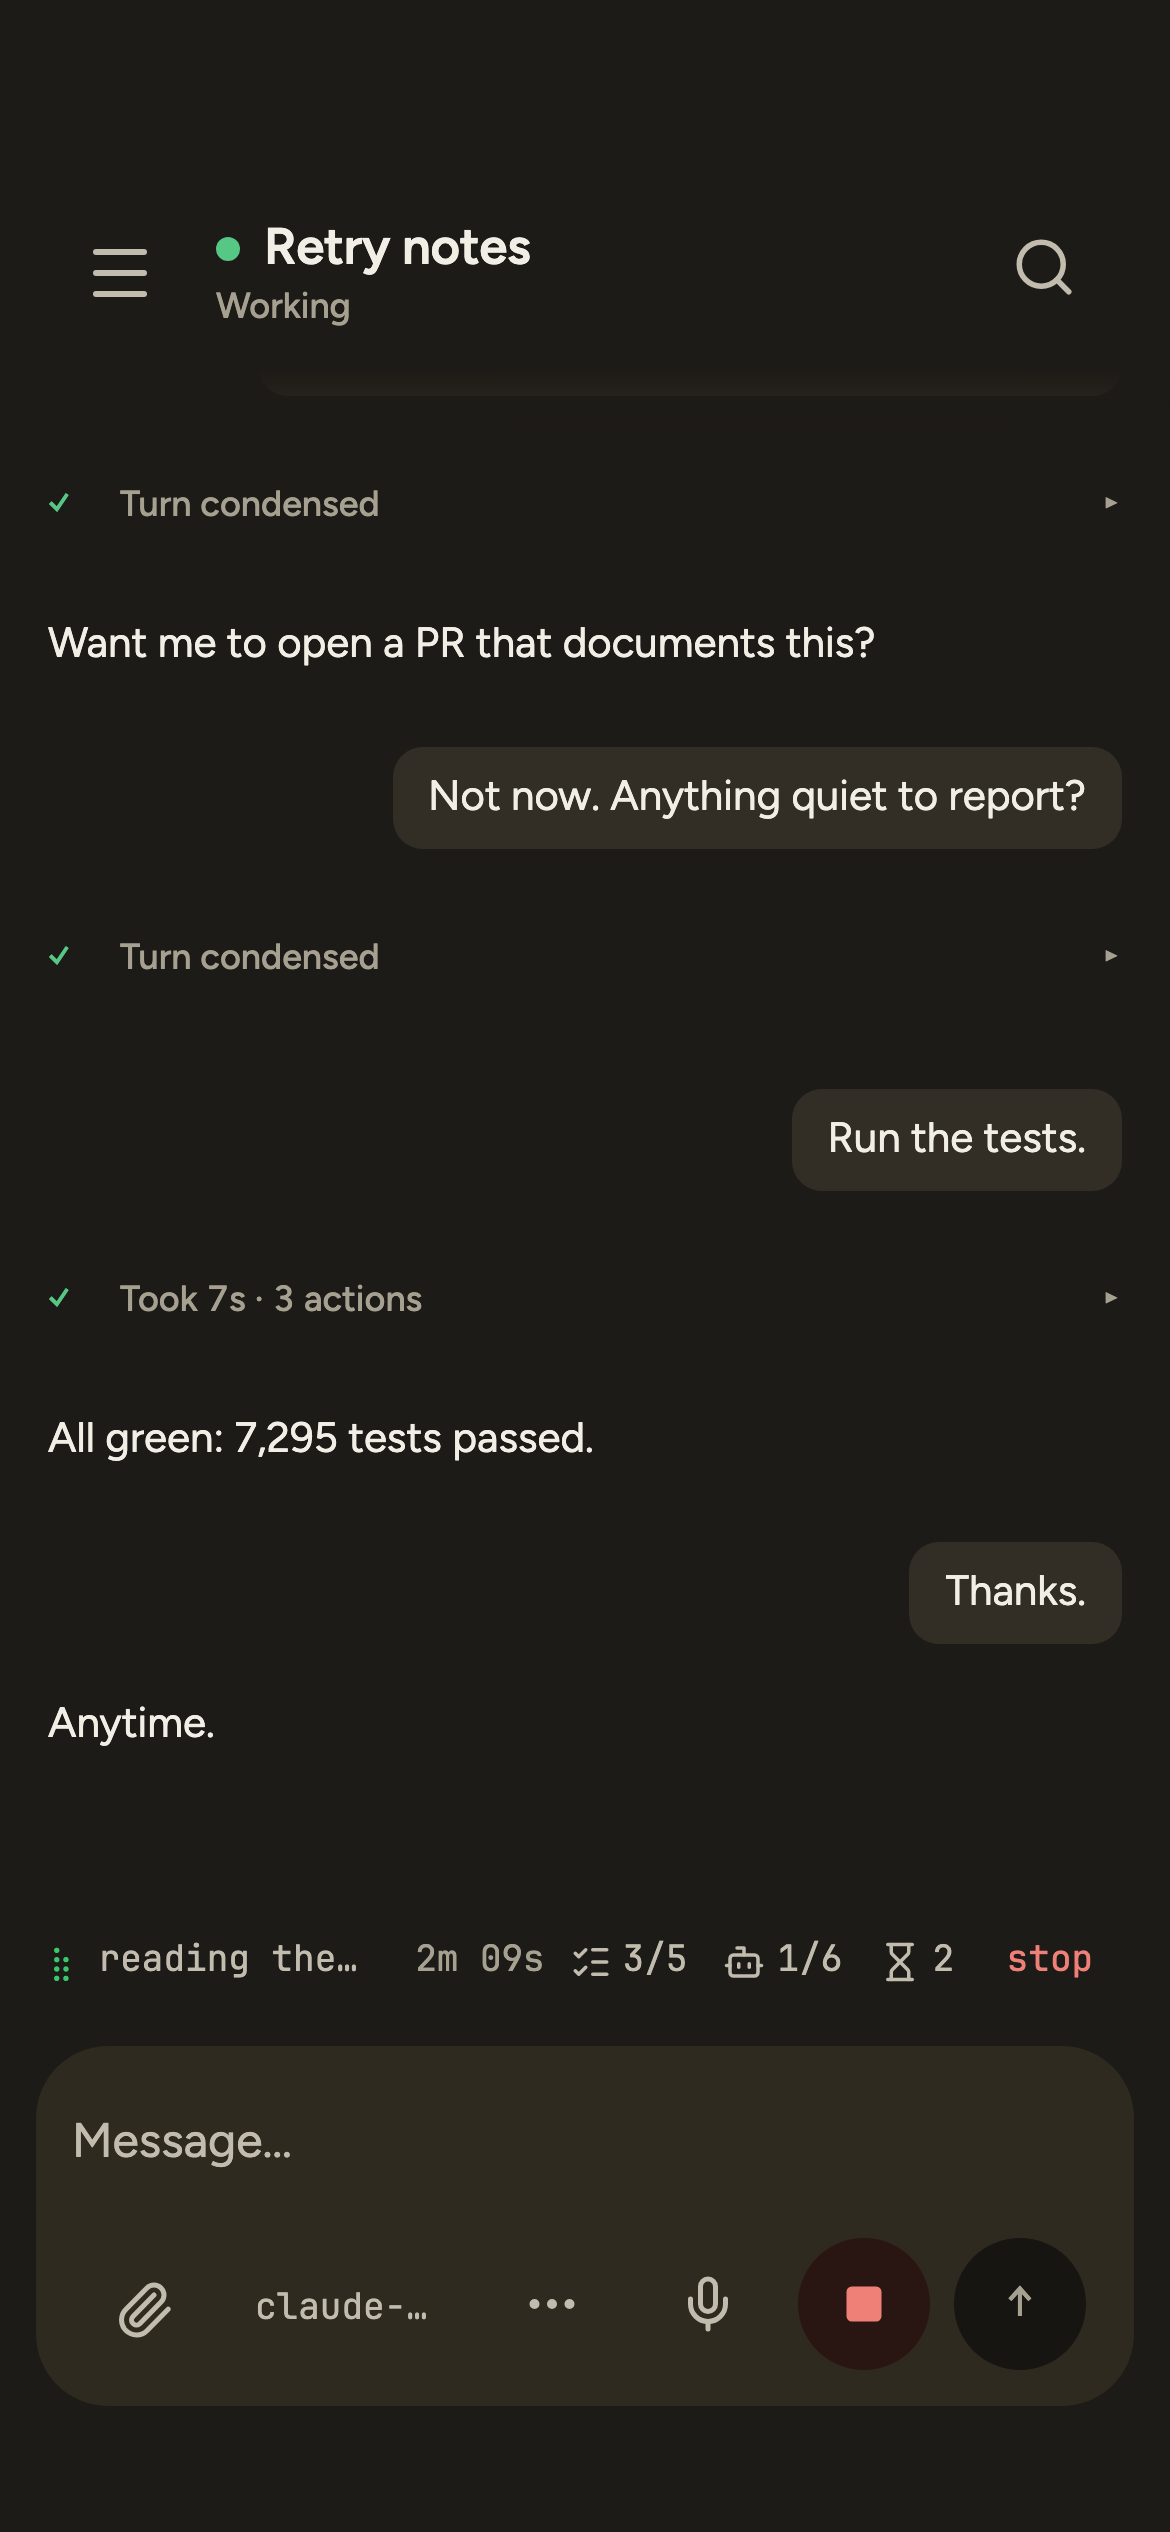 Retry notes
Working
Turn condensed
Want me to open a PR that documents this?
Not now. Anything quiet to report?
Turn condensed
Run the tests.
Took 7s · 3 actions
All green: 7,295 tests passed.
Thanks.
Anytime.
reading the… 2m 09s 3/5 1/6 2 stop
Message...
claude-…